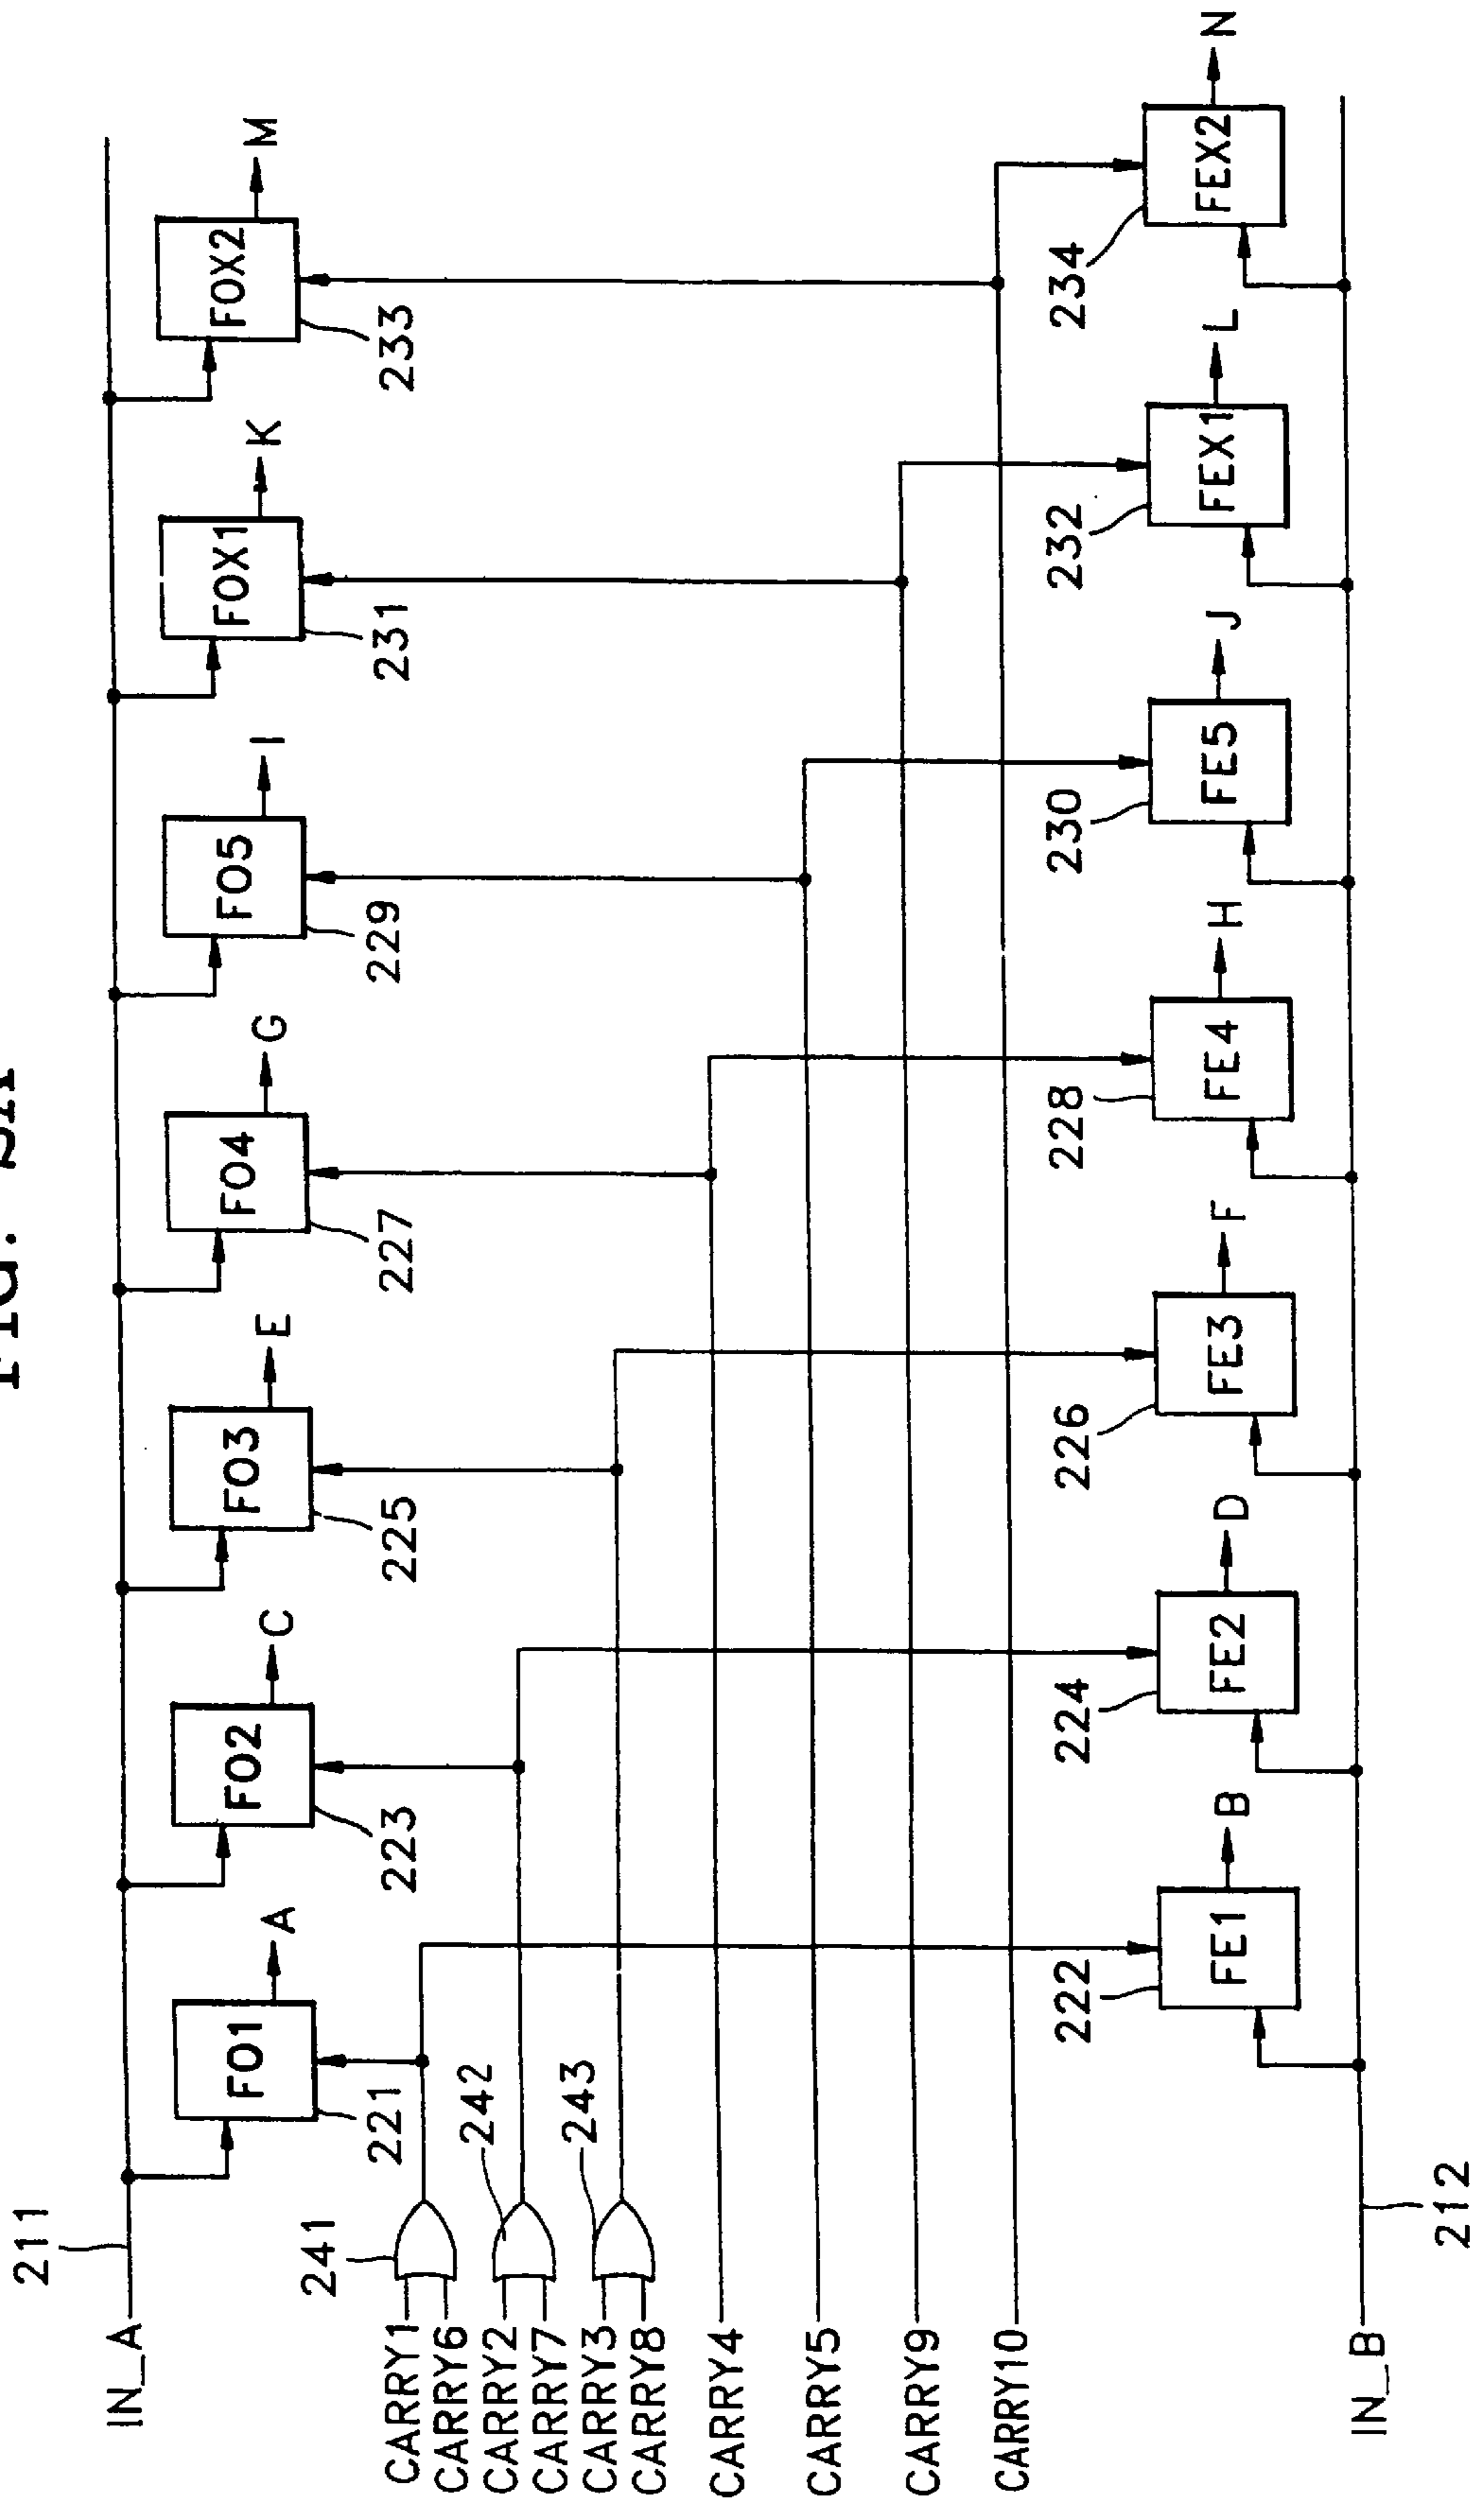 211
IN_A
FO1
221
A
FO2
223
C
FO3
225
E
FO4
227
G
FO5
229
I
FOX1
231
K
FOX2
233
M
241
242
243
CARRY1
CARRY6
CARRY2
CARRY7
CARRY3
CARRY8
CARRY4
CARRY5
CARRY9
CARRY10
222
FE1
B
224
FE2
D
226
FE3
F
228
FE4
H
230
FE5
J
232
FEX1
L
234
FEX2
N
IN_B
212